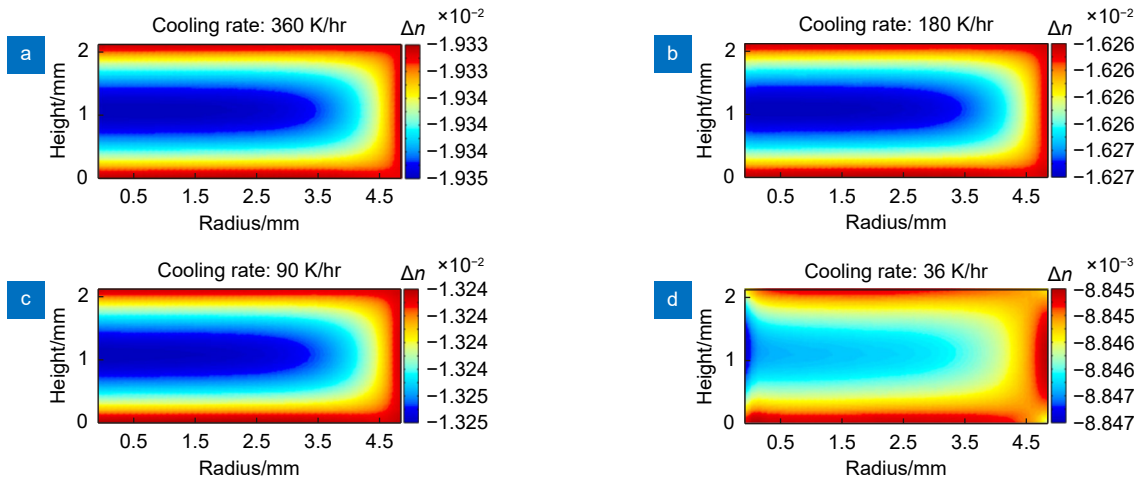 a
Cooling rate: 360 K/hr
Δn
×10−2
−1.933
−1.933
−1.934
−1.934
−1.934
−1.935
2
1
0
Height/mm
0.5 1.5 2.5 3.5 4.5
Radius/mm
b
Cooling rate: 180 K/hr
Δn
×10−2
−1.626
−1.626
−1.626
−1.626
−1.627
−1.627
2
1
0
Height/mm
0.5 1.5 2.5 3.5 4.5
Radius/mm
c
Cooling rate: 90 K/hr
Δn
×10−2
−1.324
−1.324
−1.324
−1.324
−1.325
−1.325
2
1
0
Height/mm
0.5 1.5 2.5 3.5 4.5
Radius/mm
d
Cooling rate: 36 K/hr
Δn
×10−3
−8.845
−8.845
−8.846
−8.846
−8.847
−8.847
2
1
0
Height/mm
0.5 1.5 2.5 3.5 4.5
Radius/mm